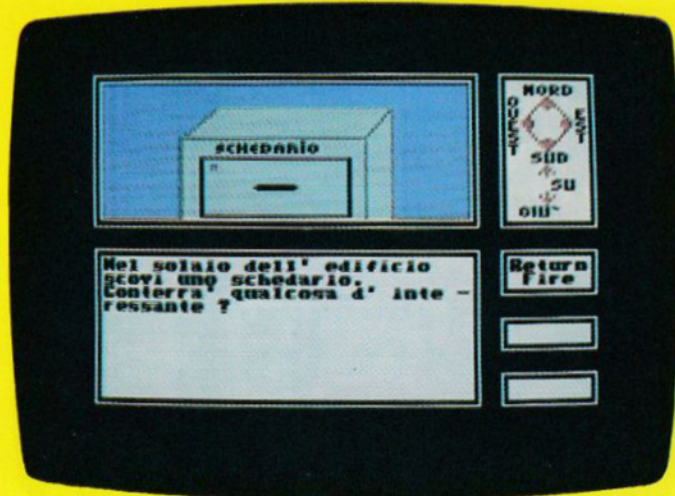 SCHEDARIO
NORD
OVEST
EST
SUD
SU
GIU~
Nel solaio dell' edificio
scovi uno schedario.
Conterra' qualcosa d' inte -
ressante ?
Return
Fire